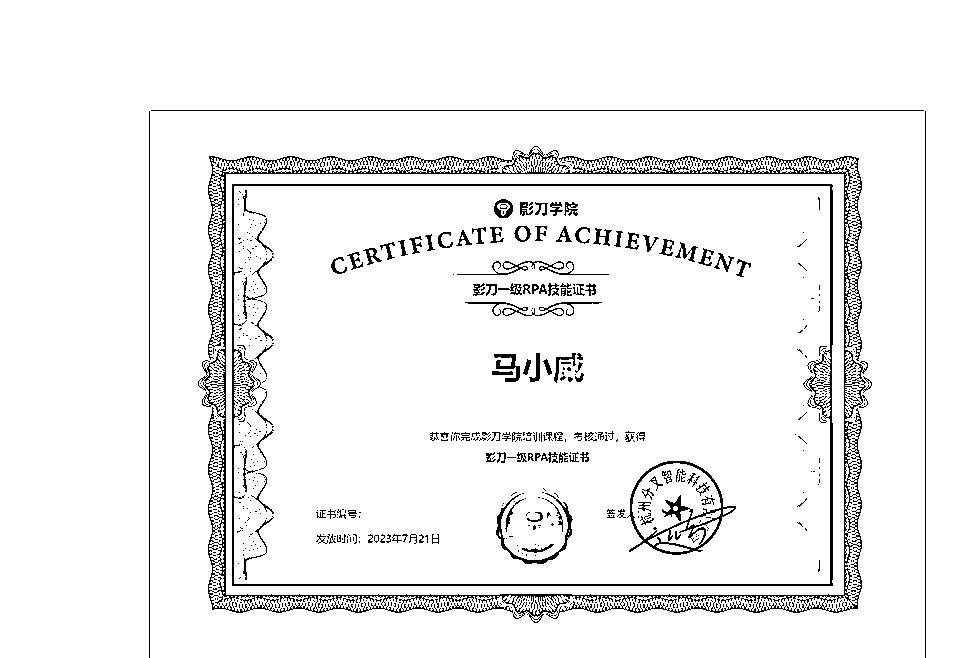 影刀学院
CERTIFICATE OF ACHIEVEMENT
影刀一级RPA技能证书
马小威
恭喜你完成影刀学院培训课程，考核通过，获得
影刀一级RPA技能证书
证书编号：
签发人
发放时间：2023年7月21日
杭州分叉智能科技有